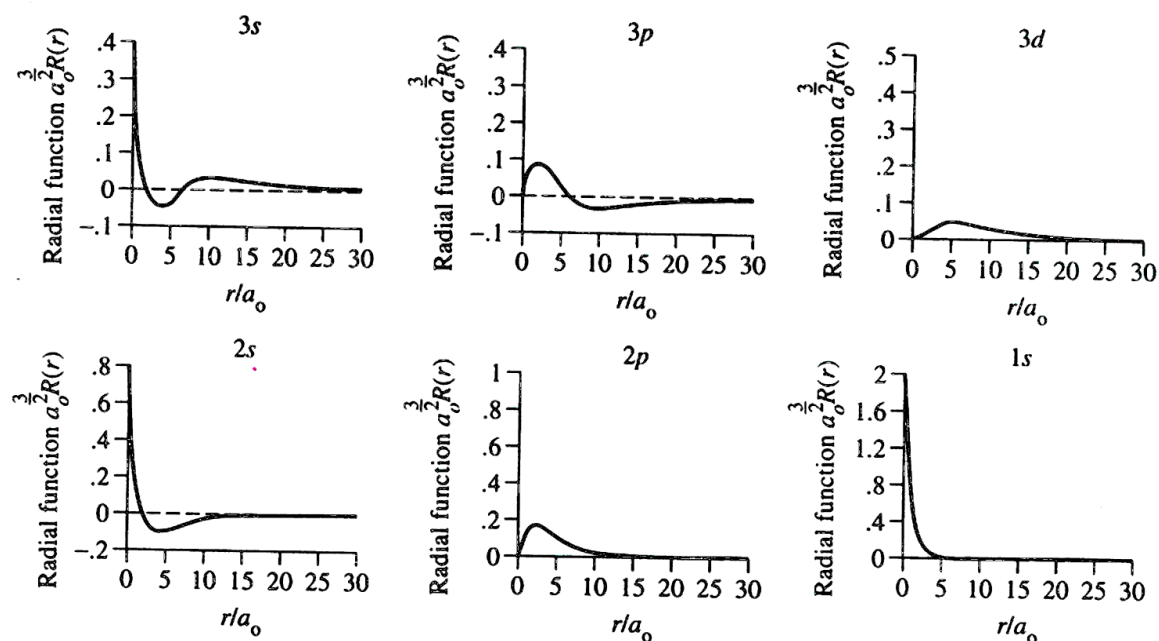 3s
Radial function a_o^{3/2}R(r)
.4
.3
.2
.1
0
−.1
0 5 10 15 20 25 30
r/a_o
3p
Radial function a_o^{3/2}R(r)
.4
.3
.2
.1
0
−.1
0 5 10 15 20 25 30
r/a_o
3d
Radial function a_o^{3/2}R(r)
.5
.4
.3
.2
.1
0
0 5 10 15 20 25 30
r/a_o
2s
Radial function a_o^{3/2}R(r)
.8
.6
.4
.2
0
−.2
0 5 10 15 20 25 30
r/a_o
2p
Radial function a_o^{3/2}R(r)
1
.8
.6
.4
.2
0
0 5 10 15 20 25 30
r/a_o
1s
Radial function a_o^{3/2}R(r)
2
1.6
1.2
.8
.4
0
0 5 10 15 20 25 30
r/a_o